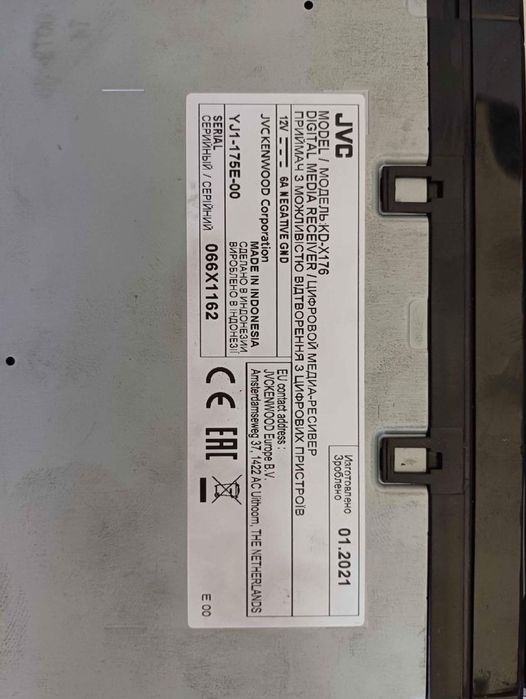 JVC
MODEL / МОДЕЛЬ KD-X176
DIGITAL MEDIA RECEIVER / ЦИФРОВОЙ МЕДИА-РЕСИВЕР
ПРИЙМАЧ З МОЖЛИВІСТЮ ВІДТВОРЕННЯ З ЦИФРОВИХ ПРИСТРОЇВ
Изготовлено
Зроблено
01.2021
12V 6A NEGATIVE GND
JVCKENWOOD Corporation
MADE IN INDONESIA
СДЕЛАНО В ИНДОНЕЗИИ
ВИРОБЛЕНО В ІНДОНЕЗІЇ
YJ1-175E-00
SERIAL
СЕРИЙНЫЙ / СЕРІЙНИЙ 066X1162
EU contact address :
JVCKENWOOD Europe B.V.
Amsterdamseweg 37, 1422 AC Uithoorn, THE NETHERLANDS
CE EAC
E 00